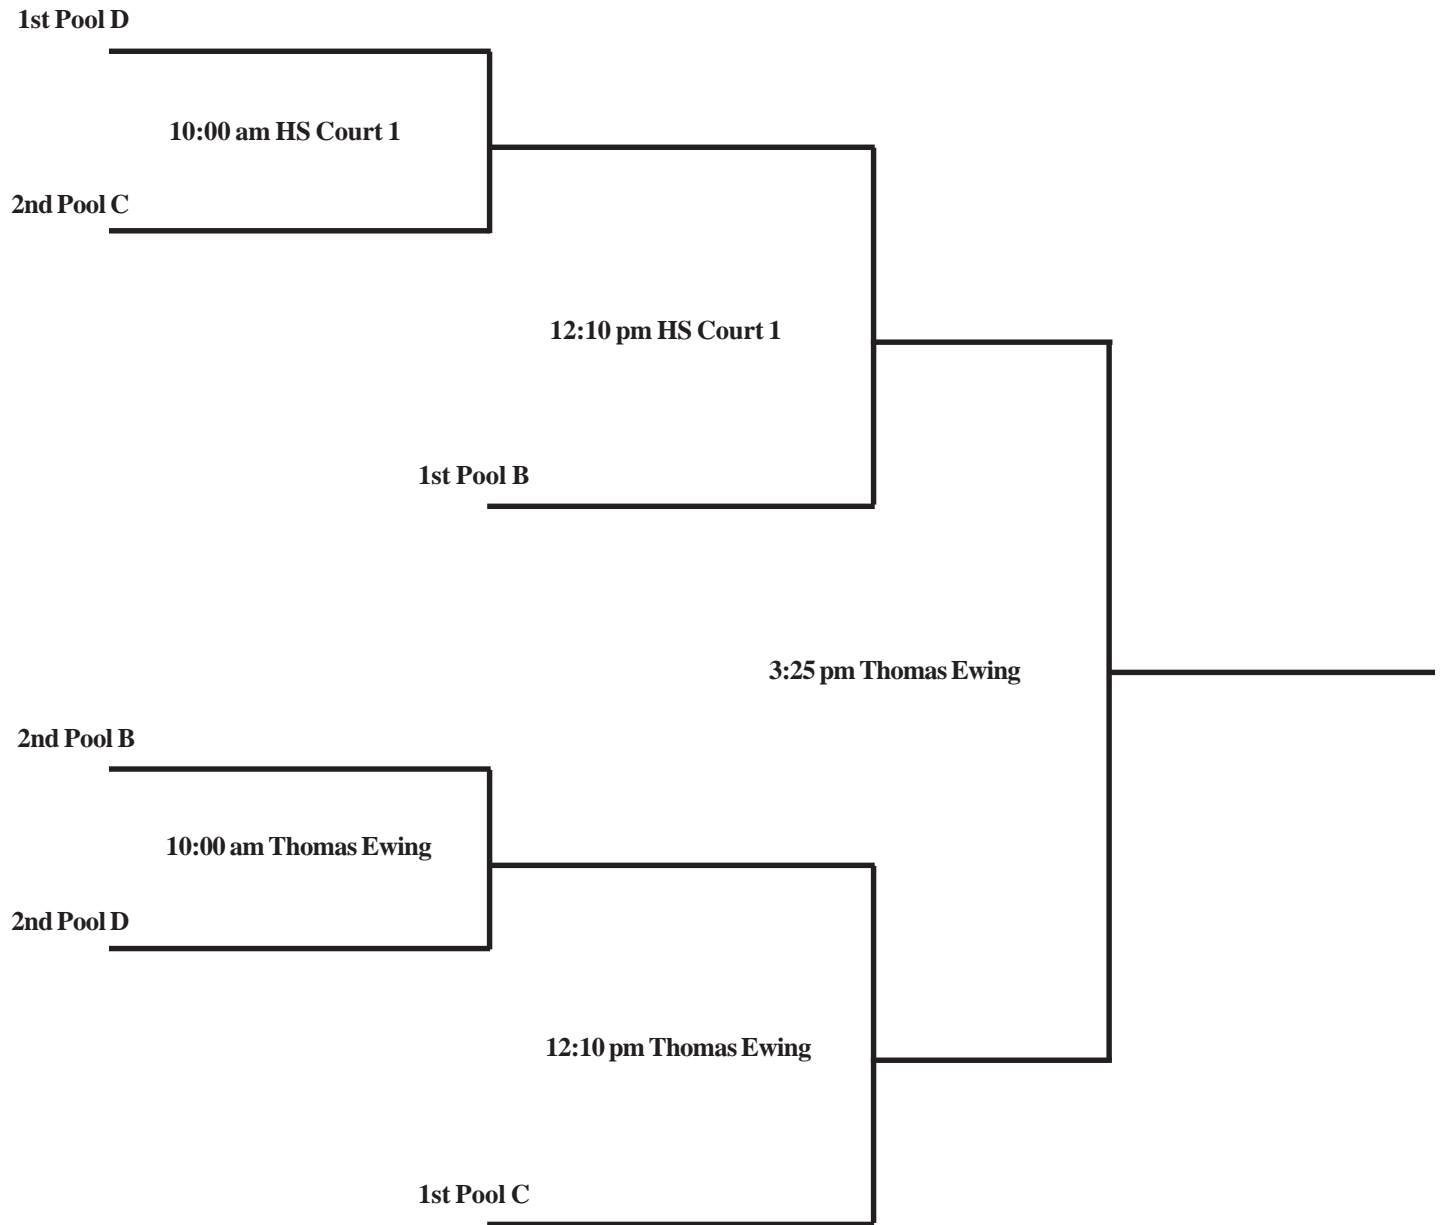 1st Pool D
10:00 am HS Court 1
2nd Pool C
12:10 pm HS Court 1
1st Pool B
3:25 pm Thomas Ewing
2nd Pool B
10:00 am Thomas Ewing
2nd Pool D
12:10 pm Thomas Ewing
1st Pool C